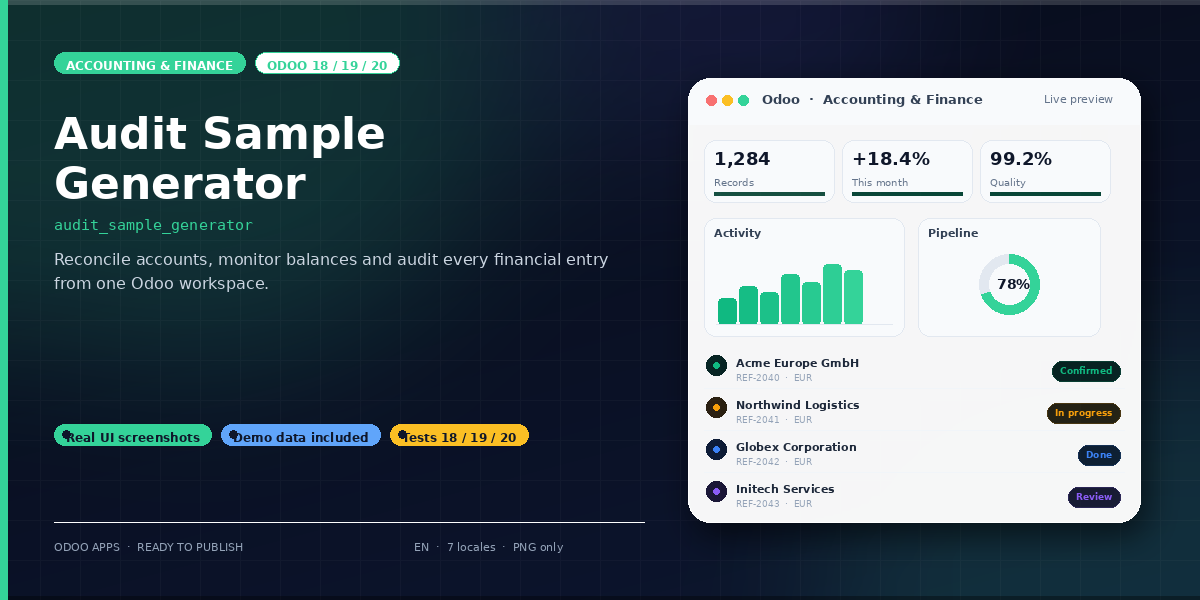 ACCOUNTING & FINANCE
ODOO 18 / 19 / 20
Audit Sample
Generator
audit_sample_generator
Reconcile accounts, monitor balances and audit every financial entry
from one Odoo workspace.
Real UI screenshots
Demo data included
Tests 18 / 19 / 20
ODOO APPS · READY TO PUBLISH
EN · 7 locales · PNG only
Odoo · Accounting & Finance
Live preview
1,284
Records
+18.4%
This month
99.2%
Quality
Activity
Pipeline
78%
Acme Europe GmbH
REF-2040 · EUR
Confirmed
Northwind Logistics
REF-2041 · EUR
In progress
Globex Corporation
REF-2042 · EUR
Done
Initech Services
REF-2043 · EUR
Review